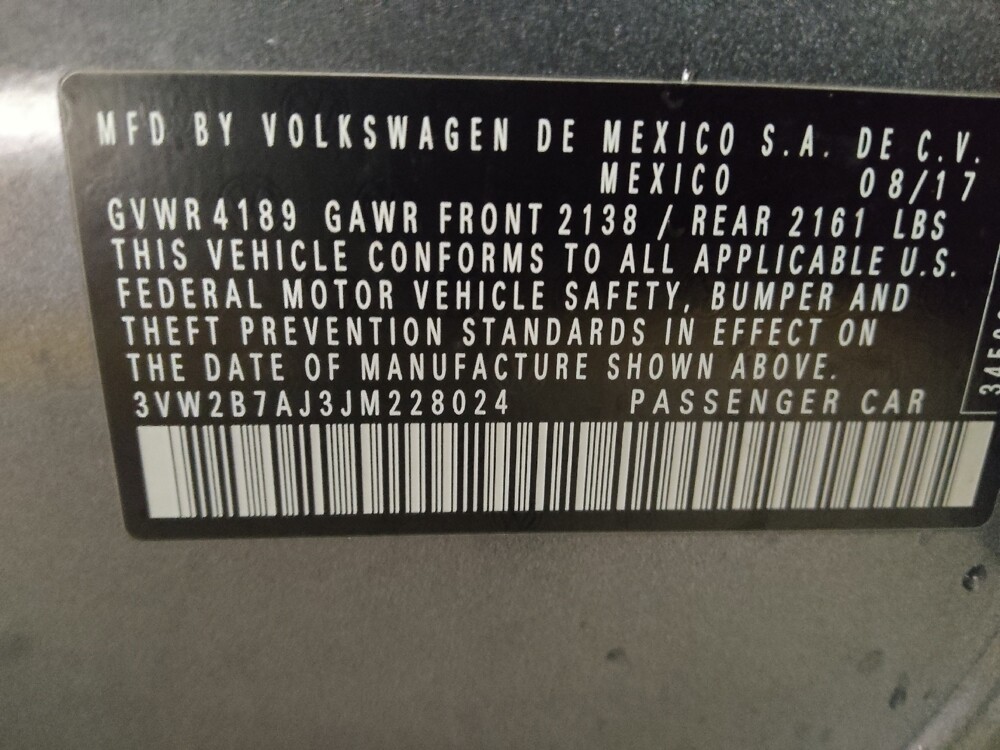 MFD BY VOLKSWAGEN DE MEXICO S.A. DE C.V.
MEXICO 08/17
GVWR 4189 GAWR FRONT 2138 / REAR 2161 LBS
THIS VEHICLE CONFORMS TO ALL APPLICABLE U.S.
FEDERAL MOTOR VEHICLE SAFETY, BUMPER AND
THEFT PREVENTION STANDARDS IN EFFECT ON
THE DATE OF MANUFACTURE SHOWN ABOVE.
3VW2B7AJ3JM228024 PASSENGER CAR